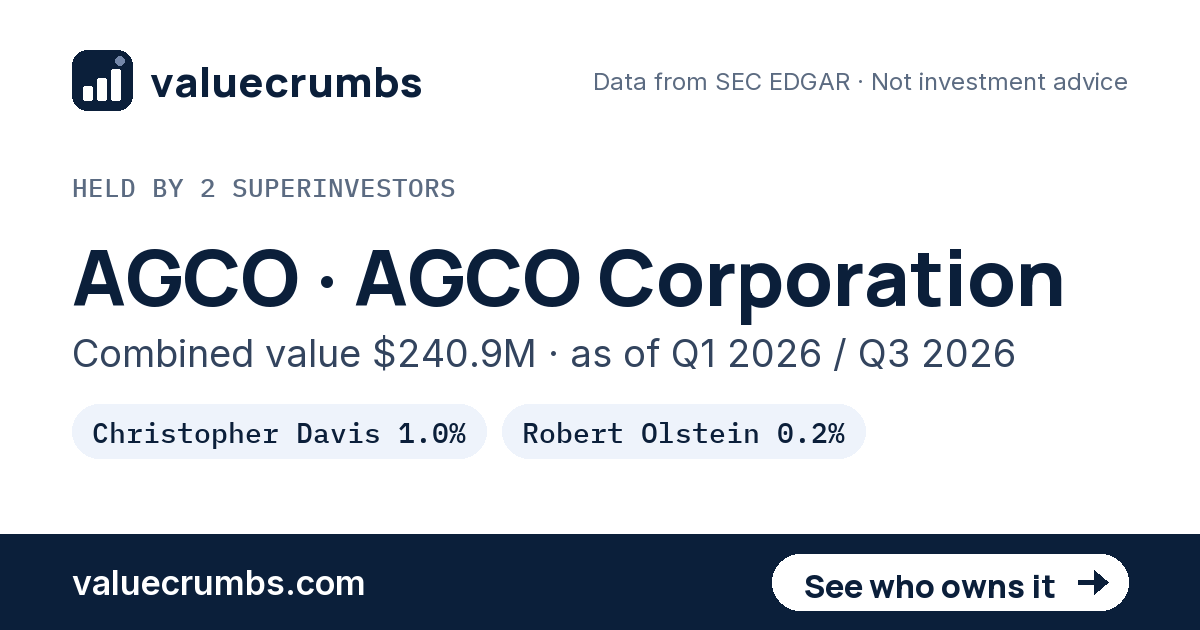 valuecrumbs
Data from SEC EDGAR · Not investment advice
HELD BY 2 SUPERINVESTORS
AGCO · AGCO Corporation
Combined value $240.9M · as of Q1 2026 / Q3 2026
Christopher Davis 1.0%
Robert Olstein 0.2%
valuecrumbs.com
See who owns it →